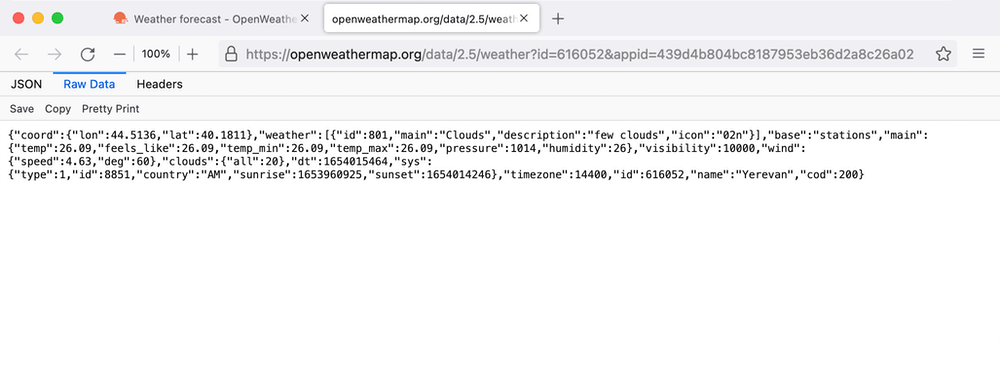 Weather forecast - OpenWeathe
openweathermap.org/data/2.5/weath
100%
https://openweathermap.org/data/2.5/weather?id=616052&appid=439d4b804bc8187953eb36d2a8c26a02
JSON Raw Data Headers
Save Copy Pretty Print
{"coord":{"lon":44.5136,"lat":40.1811},"weather":[{"id":801,"main":"Clouds","description":"few clouds","icon":"02n"}],"base":"stations","main":
{"temp":26.09,"feels_like":26.09,"temp_min":26.09,"temp_max":26.09,"pressure":1014,"humidity":26},"visibility":10000,"wind":
{"speed":4.63,"deg":60},"clouds":{"all":20},"dt":1654015464,"sys":
{"type":1,"id":8851,"country":"AM","sunrise":1653960925,"sunset":1654014246},"timezone":14400,"id":616052,"name":"Yerevan","cod":200}